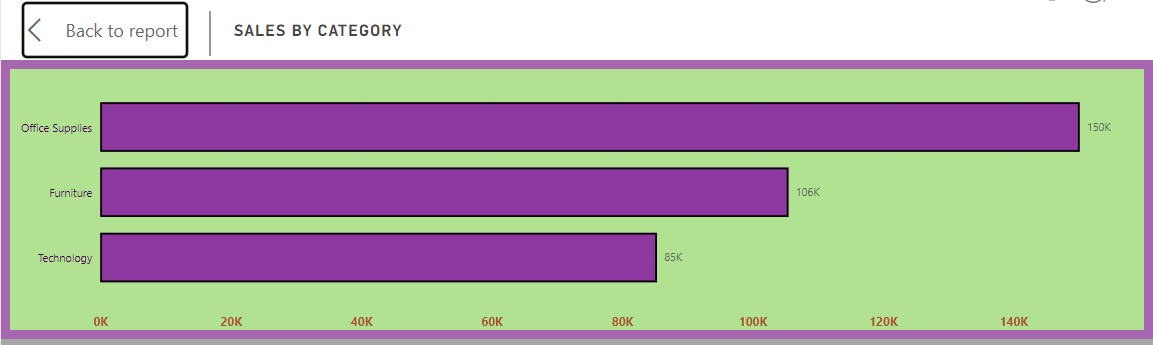 Back to report
SALES BY CATEGORY
Office Supplies 150K
Furniture 106K
Technology 85K
0K 20K 40K 60K 80K 100K 120K 140K